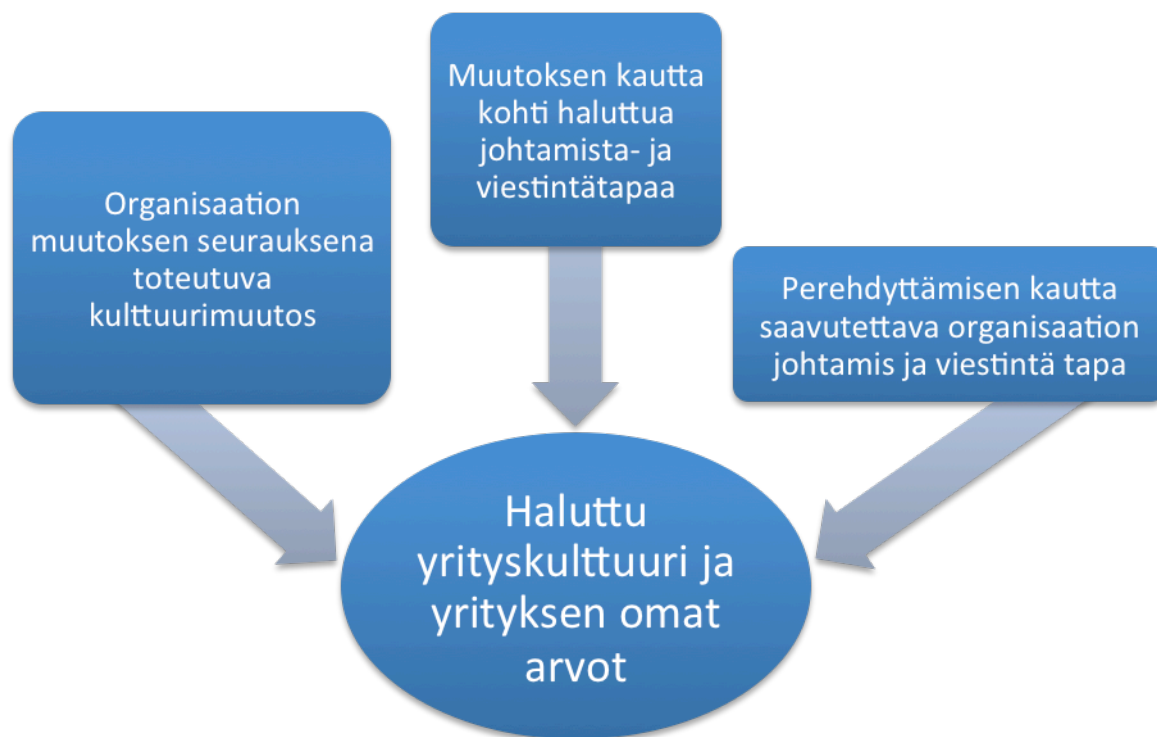 Organisaation
muutoksen seurauksena
toteutuva
kulttuurimuutos
Muutoksen kautta
kohti haluttua
johtamista- ja
viestintätapaa
Perehdyttämisen kautta
saavutettava organisaation
johtamis ja viestintä tapa
Haluttu
yrityskulttuuri ja
yrityksen omat
arvot